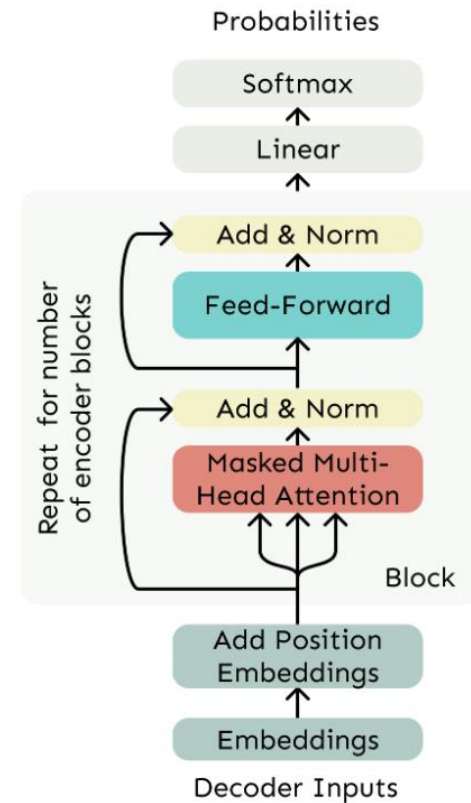 Probabilities
Softmax
Linear
Add & Norm
Feed-Forward
Repeat for number
of encoder blocks
Add & Norm
Masked Multi-
Head Attention
Block
Add Position
Embeddings
Embeddings
Decoder Inputs